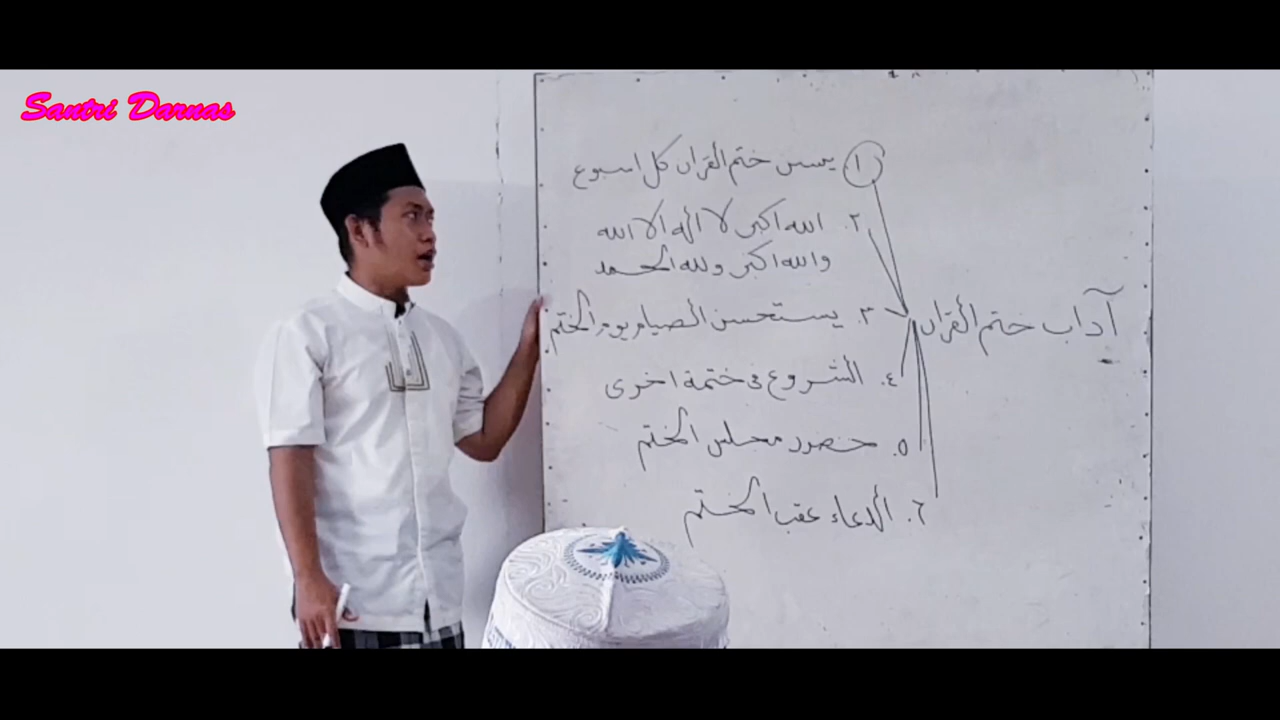 Santri Darnas
آداب ختم القران
١. يسن ختم القران كل اسبوع
٢. الله اكبر لا اله الا الله
والله اكبر ولله الحمد
٣. يستحسن الصيام يوم الختم
٤. الشروع في ختمة اخرى
٥. حضور مجلس الختم
٦. الدعاء عقب الختم